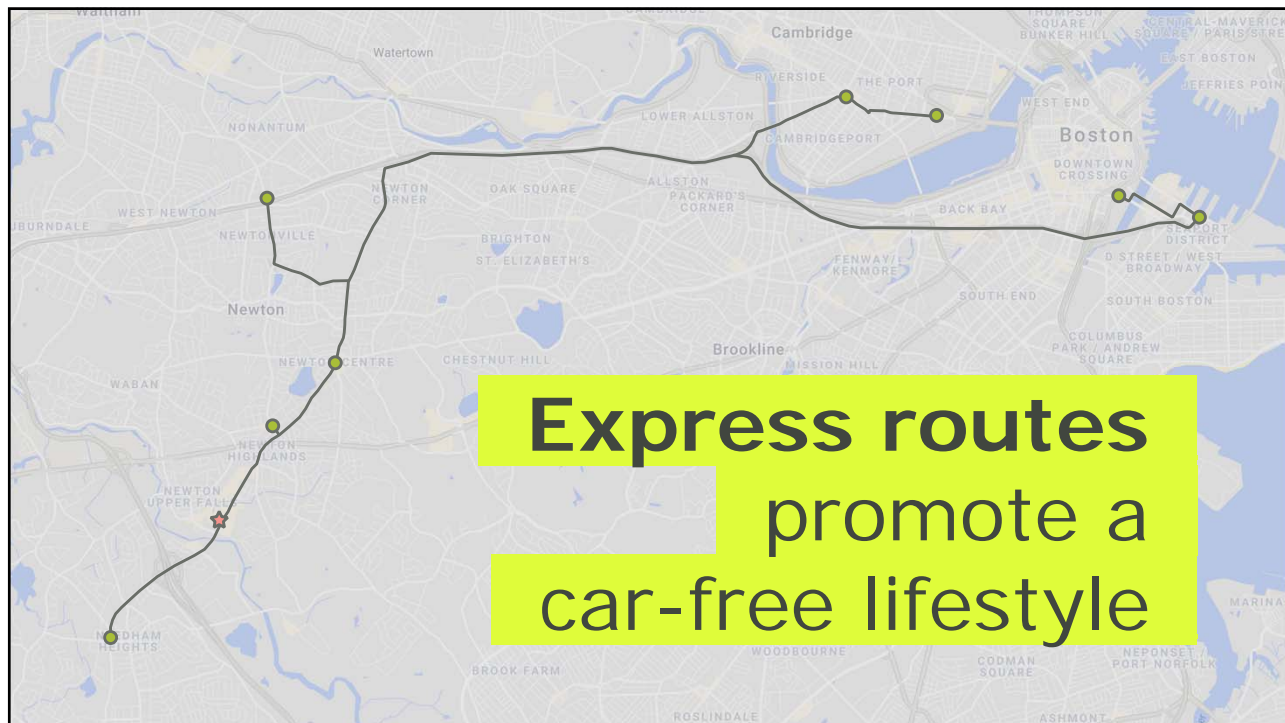 Waltham
Watertown
Cambridge
THOMPSON
SQUARE /
BUNKER HILL
CENTRAL-MAVERICK
SQUARE / PARIS STRE
EAST BOSTON
JEFFRIES POIN
RIVERSIDE
THE PORT
WEST END
NONANTUM
LOWER ALLSTON
CAMBRIDGEPORT
Boston
DOWNTOWN
CROSSING
NEWTON
CORNER
OAK SQUARE
ALLSTON
PACKARD'S
CORNER
WEST NEWTON
BACK BAY
UBURNDALE
NEWTONVILLE
SEAPORT
DISTRICT
BRIGHTON
ST. ELIZABETH'S
FENWAY/
KENMORE
D STREET / WEST
BROADWAY
SOUTH END
SOUTH BOSTON
Newton
COLUMBUS
PARK / ANDREW
SQUARE
Brookline
NEWTON CENTRE
CHESTNUT HILL
MISSION HILL
WABAN
NEWTON
HIGHLANDS
NEWTON
UPPER FALLS
Express routes
promote a
car-free lifestyle
NEEDHAM
HEIGHTS
MARINA
WOODBOURNE
NEPONSET /
PORT NORFOLK
BROOK FARM
CODMAN
SQUARE
ROSLINDALE
ASHMONT